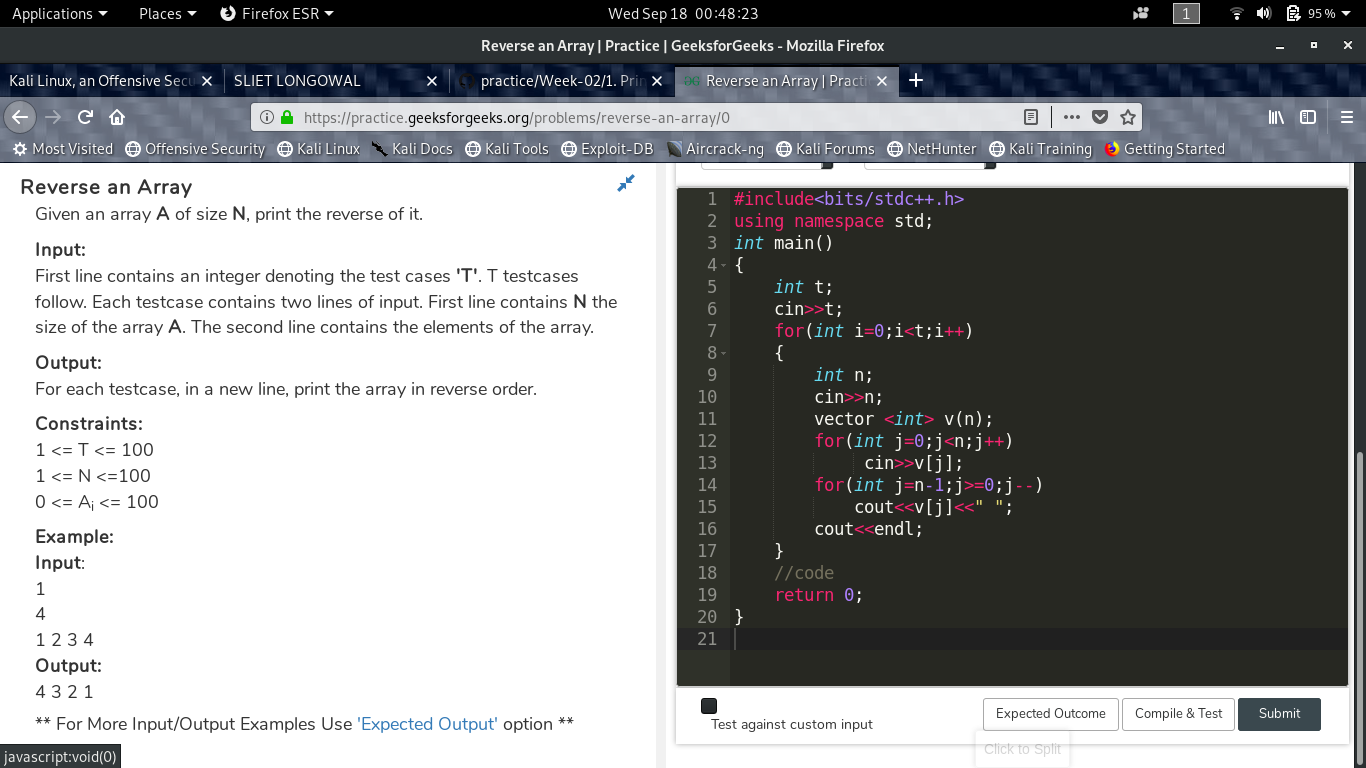 Applications Places Firefox ESR Wed Sep 18 00:48:23 1 95 %
Reverse an Array | Practice | GeeksforGeeks - Mozilla Firefox
Kali Linux, an Offensive Secu SLIET LONGOWAL practice/Week-02/1. Prin Reverse an Array | Practi
https://practice.geeksforgeeks.org/problems/reverse-an-array/0
Most Visited Offensive Security Kali Linux Kali Docs Kali Tools Exploit-DB Aircrack-ng Kali Forums NetHunter Kali Training Getting Started
Reverse an Array
Given an array A of size N, print the reverse of it.
Input:
First line contains an integer denoting the test cases 'T'. T testcases
follow. Each testcase contains two lines of input. First line contains N the
size of the array A. The second line contains the elements of the array.
Output:
For each testcase, in a new line, print the array in reverse order.
Constraints:
1 <= T <= 100
1 <= N <=100
0 <= Ai <= 100
Example:
Input:
1
4
1 2 3 4
Output:
4 3 2 1
** For More Input/Output Examples Use 'Expected Output' option **
javascript:void(0)
1 #include<bits/stdc++.h>
2 using namespace std;
3 int main()
4 {
5 int t;
6 cin>>t;
7 for(int i=0;i<t;i++)
8 {
9 int n;
10 cin>>n;
11 vector <int> v(n);
12 for(int j=0;j<n;j++)
13 cin>>v[j];
14 for(int j=n-1;j>=0;j--)
15 cout<<v[j]<<" ";
16 cout<<endl;
17 }
18 //code
19 return 0;
20 }
21
Test against custom input
Expected Outcome Compile & Test Submit
Click to Split